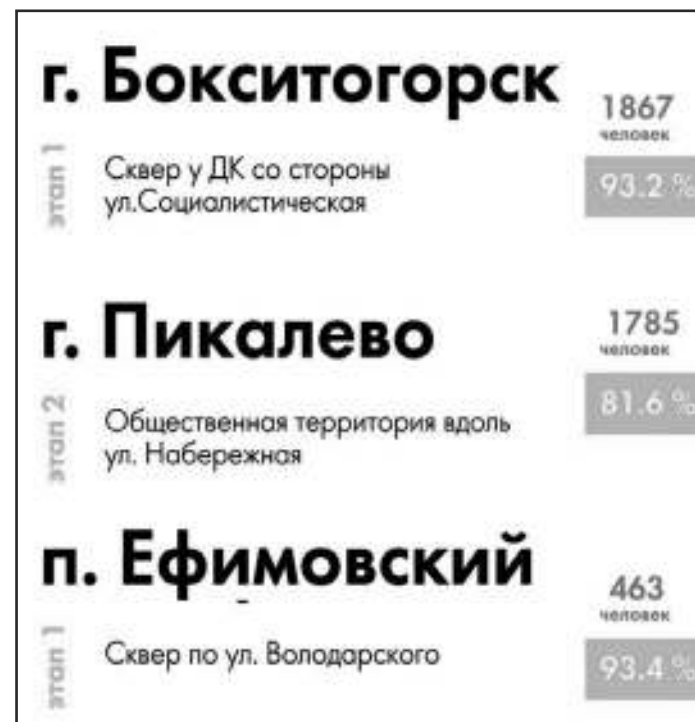 г. Бокситогорск
1867
человек
этап 1
Сквер у ДК со стороны
ул.Социалистическая
93.2 %
г. Пикалево
1785
человек
этап 2
Общественная территория вдоль
ул. Набережная
81.6 %
п. Ефимовский
463
человек
этап 1
Сквер по ул. Володарского
93.4 %